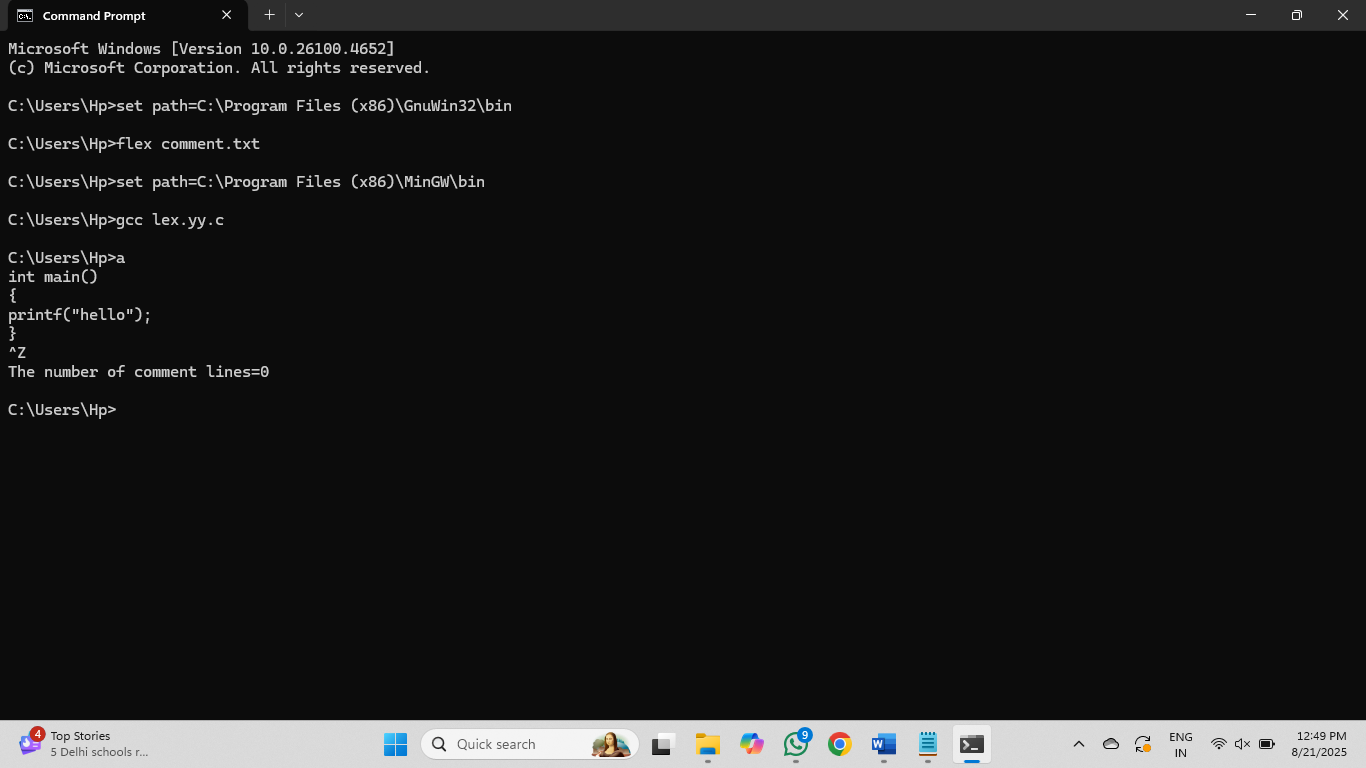 Command Prompt
Microsoft Windows [Version 10.0.26100.4652]
(c) Microsoft Corporation. All rights reserved.
C:\Users\Hp>set path=C:\Program Files (x86)\GnuWin32\bin
C:\Users\Hp>flex comment.txt
C:\Users\Hp>set path=C:\Program Files (x86)\MinGW\bin
C:\Users\Hp>gcc lex.yy.c
C:\Users\Hp>a
int main()
{
printf("hello");
}
^Z
The number of comment lines=0
C:\Users\Hp>
4
Top Stories
5 Delhi schools r...
Quick search
9
ENG
IN
12:49 PM
8/21/2025